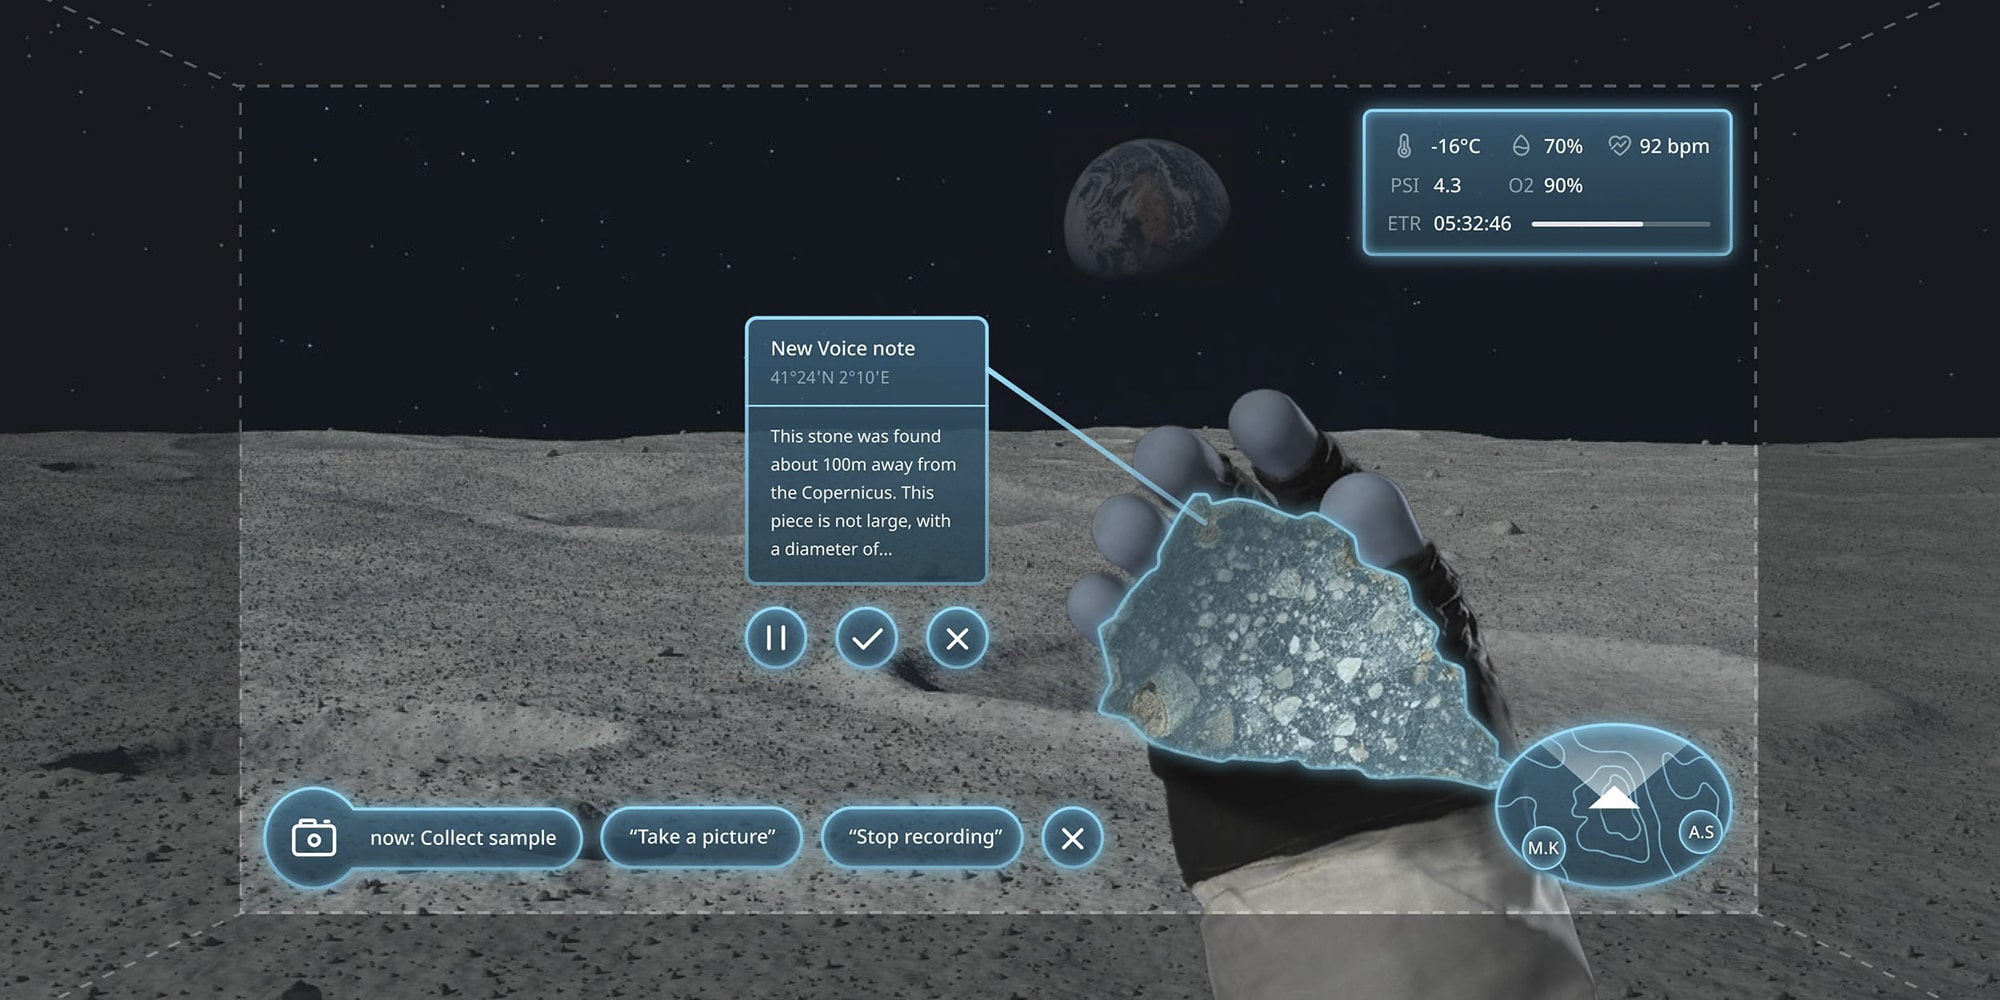 -16°C 70% 92 bpm
PSI 4.3 O2 90%
ETR 05:32:46
New Voice note
41°24'N 2°10'E
This stone was found
about 100m away from
the Copernicus. This
piece is not large, with
a diameter of...
now: Collect sample
“Take a picture”
“Stop recording”
M.K
A.S